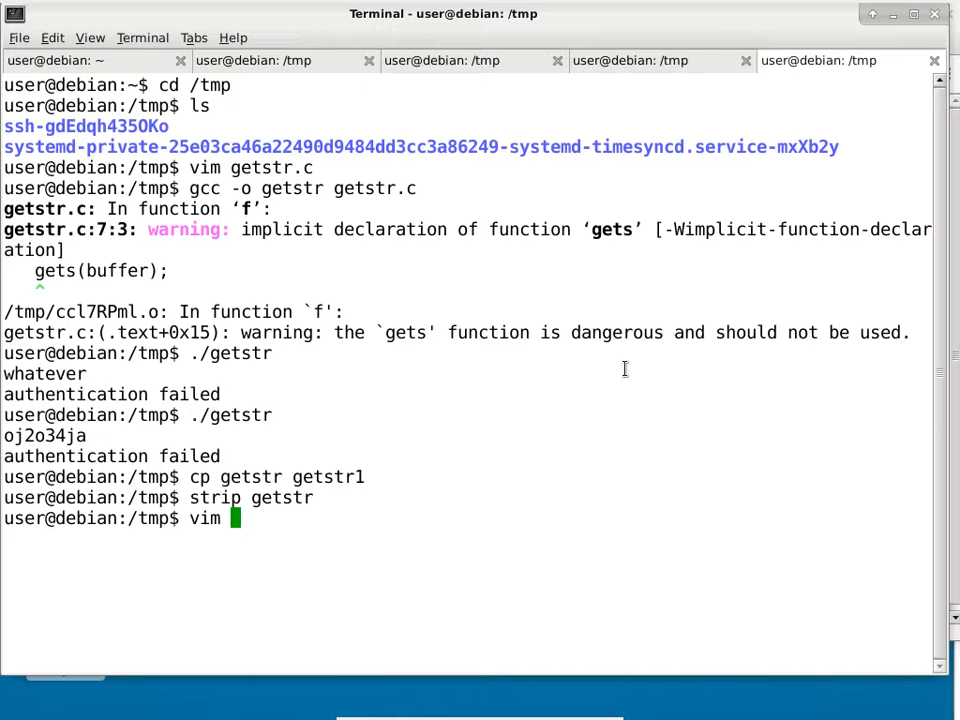 Terminal - user@debian: /tmp
File Edit View Terminal Tabs Help
user@debian: ~ user@debian: /tmp user@debian: /tmp user@debian: /tmp user@debian: /tmp
user@debian:~$ cd /tmp
user@debian:/tmp$ ls
ssh-gdEdqh435OKo
systemd-private-25e03ca46a22490d9484dd3cc3a86249-systemd-timesyncd.service-mxXb2y
user@debian:/tmp$ vim getstr.c
user@debian:/tmp$ gcc -o getstr getstr.c
getstr.c: In function ‘f’:
getstr.c:7:3: warning: implicit declaration of function ‘gets’ [-Wimplicit-function-declar
ation]
gets(buffer);
^
/tmp/ccl7RPml.o: In function `f':
getstr.c:(.text+0x15): warning: the `gets' function is dangerous and should not be used.
user@debian:/tmp$ ./getstr
whatever
authentication failed
user@debian:/tmp$ ./getstr
oj2o34ja
authentication failed
user@debian:/tmp$ cp getstr getstr1
user@debian:/tmp$ strip getstr
user@debian:/tmp$ vim